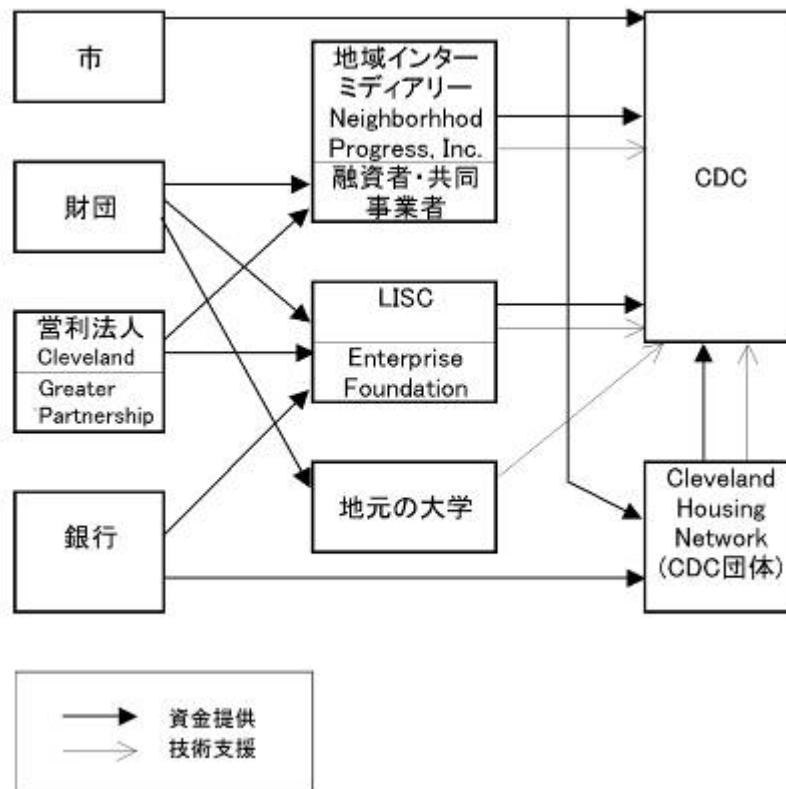 市
財団
営利法人
Cleveland
Greater
Partnership
銀行
地域インター
ミディアリー
Neighborhhod
Progress, Inc.
融資者・共同
事業者
LISC
Enterprise
Foundation
地元の大学
CDC
Cleveland
Housing
Network
(CDC団体)
資金提供
技術支援